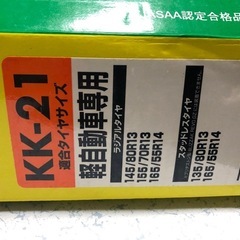 ASAA認定合格品
KK-21
適合タイヤサイズ
軽自動車専用
ラジアルタイヤ
145/80R13
155/70R13
165/55R14
スタッドレスタイヤ
135/80R13
165/55R14